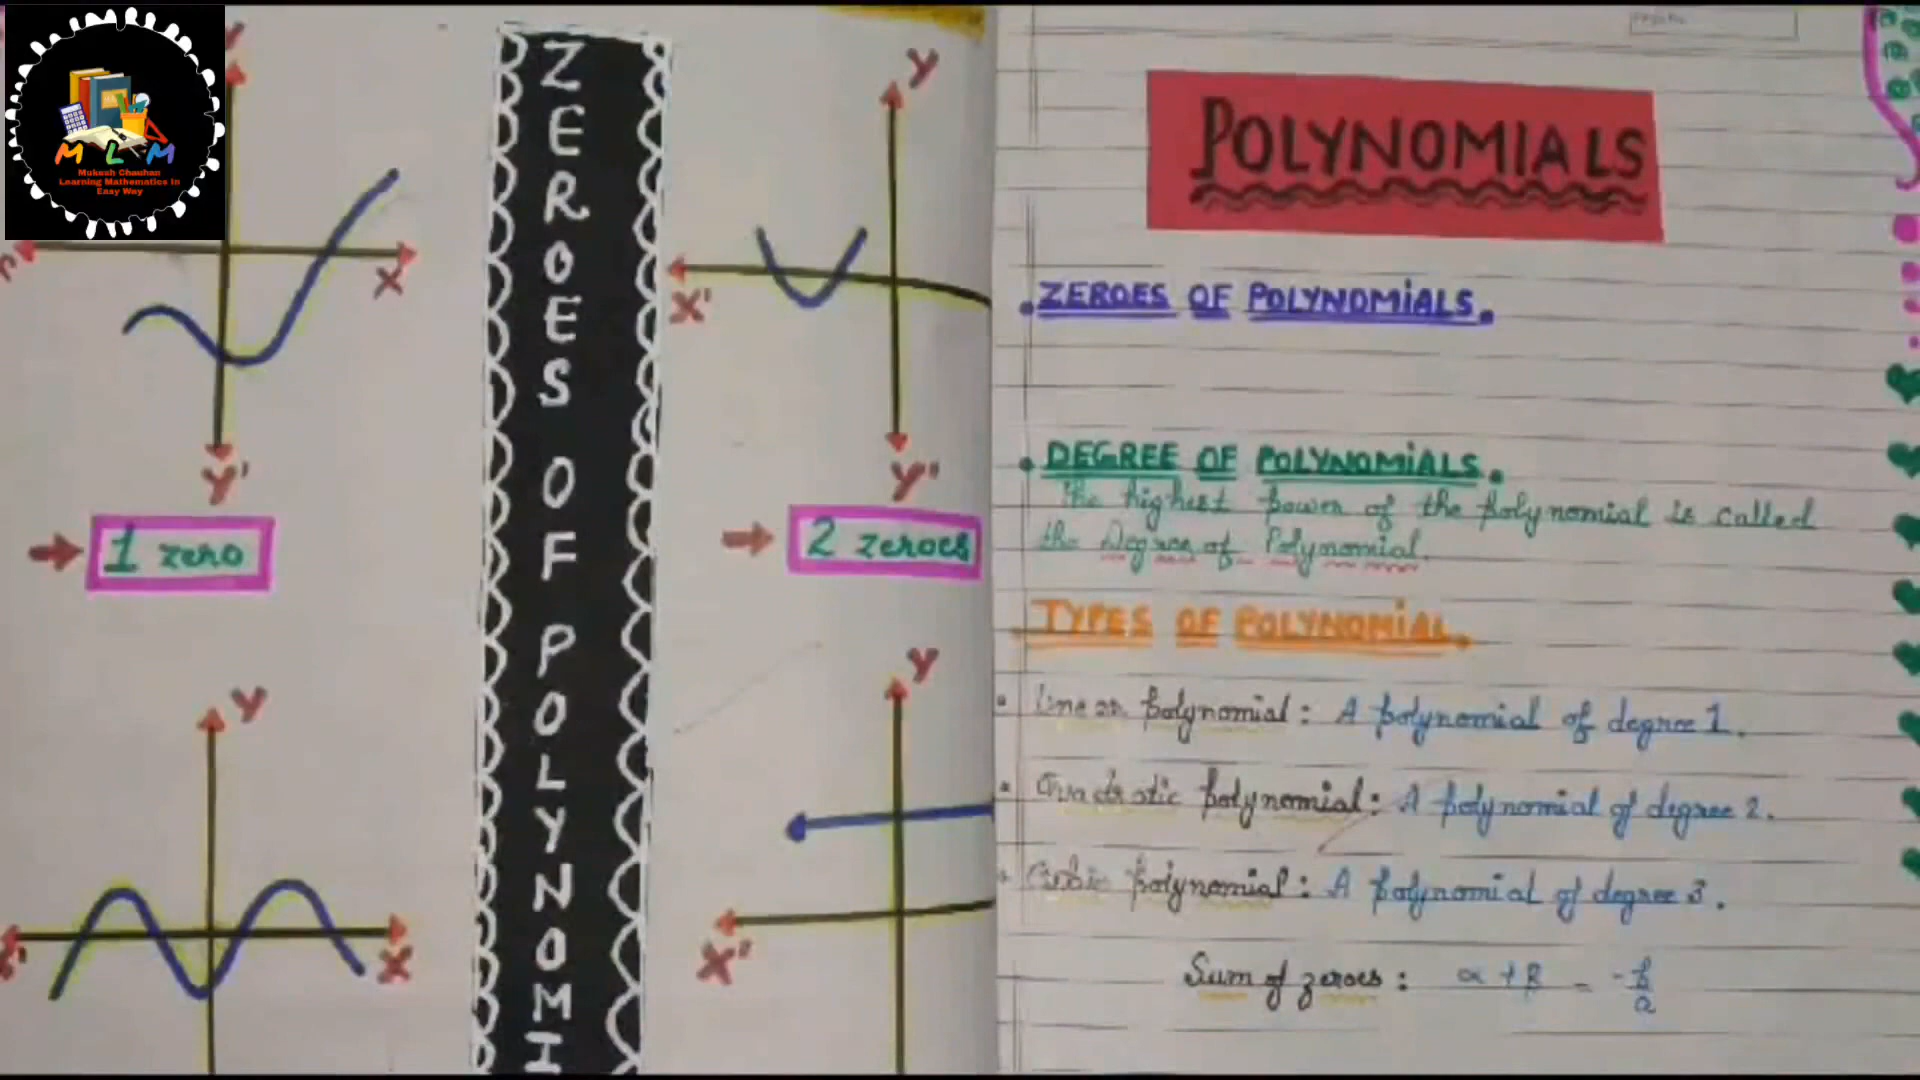 M L M
Mukesh Chauhan
Learning Mathematics In
Easy Way
X
Y'
1 zero
Y
X
ZEROES OF POLYNOMI
Y
X'
Y'
2 zeroes
Y
X'
POLYNOMIALS
. ZEROES OF POLYNOMIALS.
. DEGREE OF POLYNOMIALS.
The highest power of the polynomial is called
the Degree of Polynomial.
. TYPES OF POLYNOMIAL.
• Linear polynomial: A polynomial of degree 1.
• Quadratic polynomial: A polynomial of degree 2.
• Cubic polynomial: A polynomial of degree 3.
Sum of zeroes: α + β = -b/a